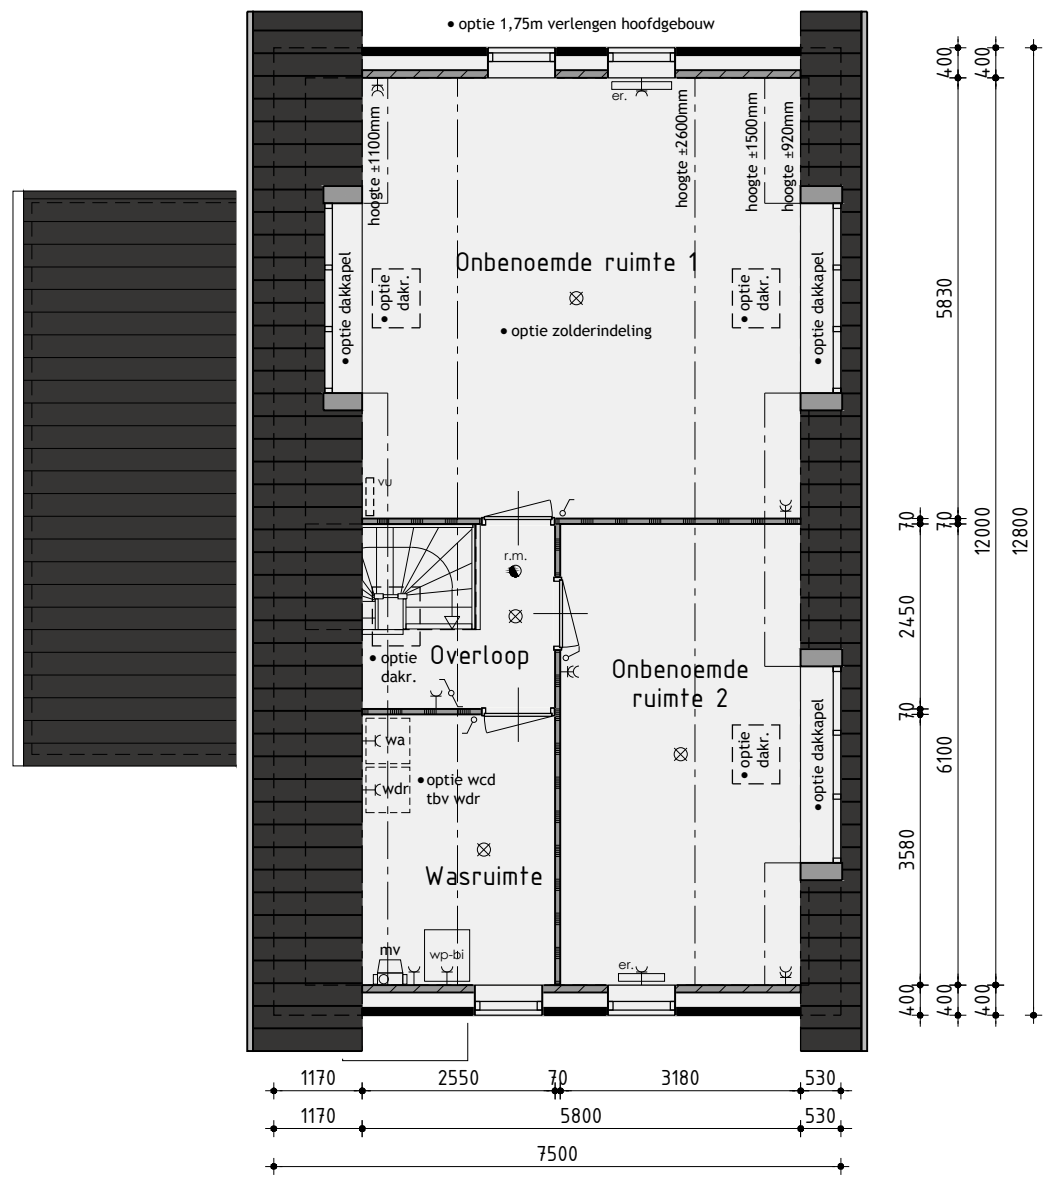 • optie 1,75m verlengen hoofdgebouw
er.
hoogte ±1100mm
hoogte ±2600mm
hoogte ±1500mm
hoogte ±920mm
Onbenoemde ruimte 1
• optie dakkapel
• optie
dakr.
• optie
dakr.
• optie dakkapel
• optie zolderindeling
vu
r.m.
Overloop
• optie
dakr.
Onbenoemde
ruimte 2
wa
wdr
• optie wcd
tbv wdr
• optie
dakr.
• optie dakkapel
Wasruimte
mv
wp-bi
er.
400
400
5830
70
70
12000
12800
2450
70
6100
3580
400
400
400
1170
2550
70
3180
530
1170
5800
530
7500